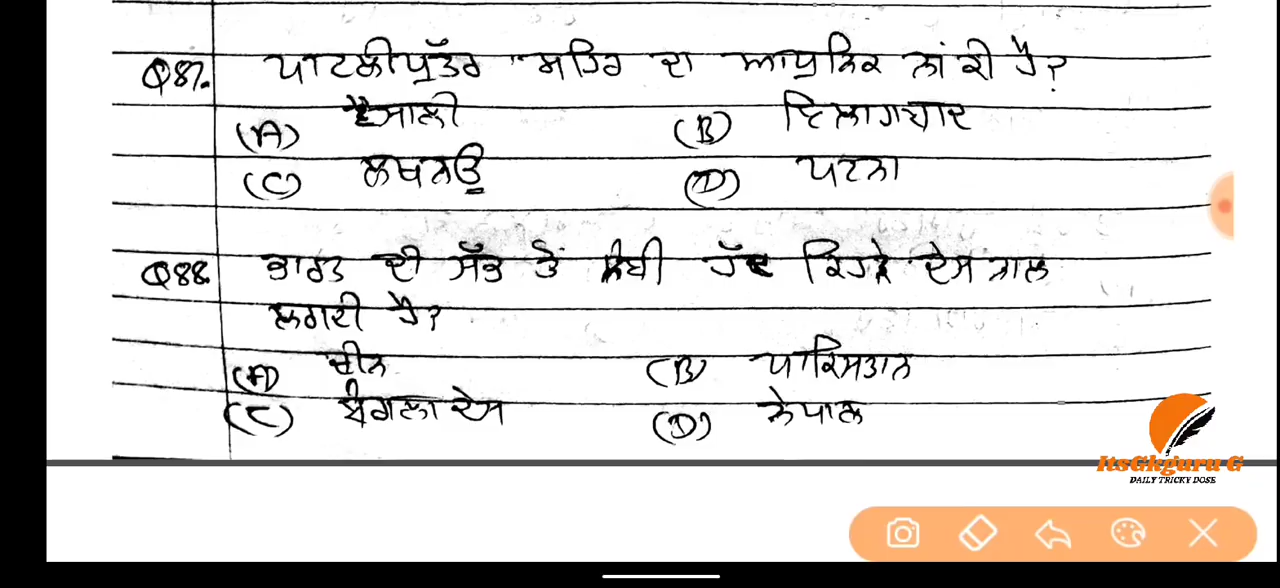 Q87. ਪਾਟਲੀਪੁੱਤਰ ਸ਼ਹਿਰ ਦਾ ਆਧੁਨਿਕ ਨਾਂ ਕੀ ਹੈ?
(A) ਵੈਸਾਲੀ (B) ਇਲਾਹਾਬਾਦ
(C) ਲਖਨਊ (D) ਪਟਨਾ
Q88. ਭਾਰਤ ਦੀ ਸੱਭ ਤੋਂ ਲੰਬੀ ਹੱਦ ਕਿਹੜੇ ਦੇਸ ਨਾਲ
ਲਗਦੀ ਹੈ?
(A) ਚੀਨ (B) ਪਾਕਿਸਤਾਨ
(C) ਬੰਗਲਾ ਦੇਸ (D) ਨੇਪਾਲ
ItsGkguru G
DAILY TRICKY DOSE